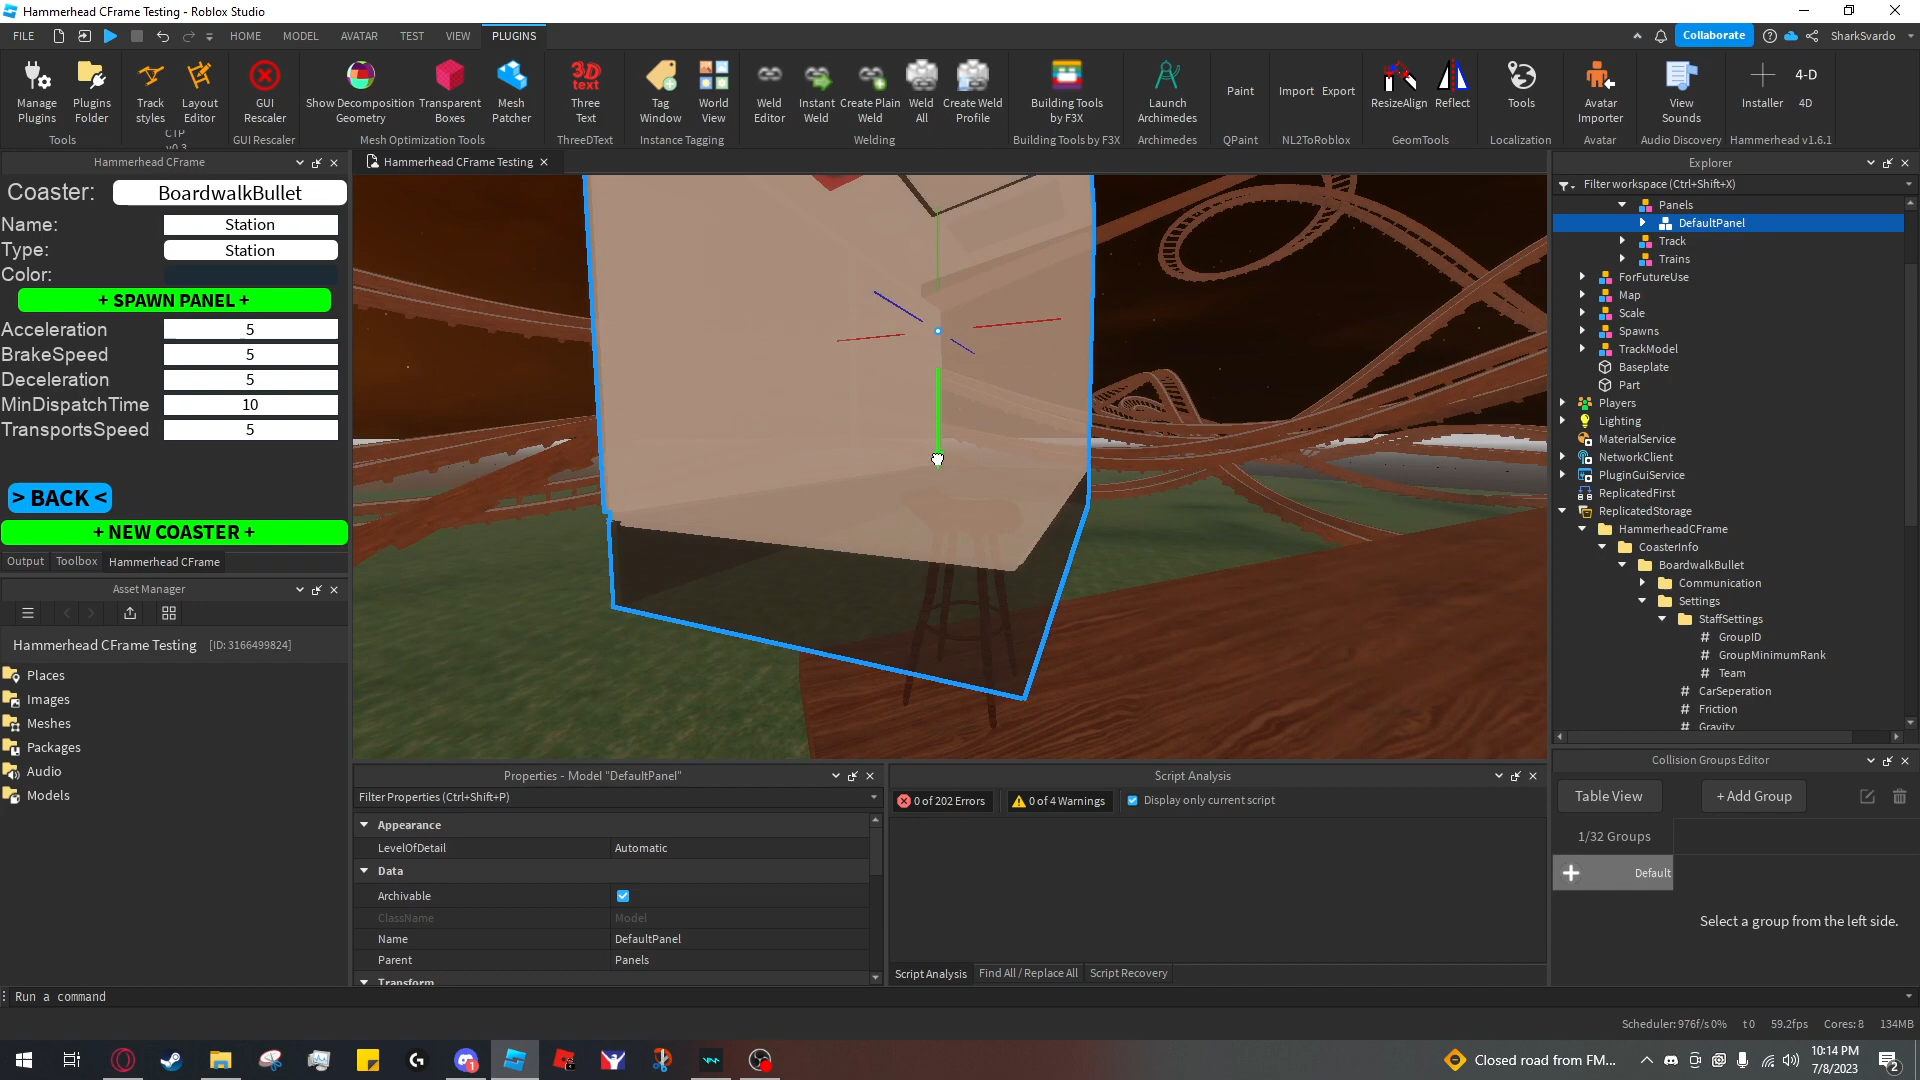 Hammerhead CFrame Testing - Roblox Studio
FILE HOME MODEL AVATAR TEST VIEW PLUGINS
Collaborate SharkSvardo
Manage Plugins
Plugins Folder
Tools
Track styles
Layout Editor
CTP v0.3
GUI Rescaler
GUI Rescaler
Show Decomposition Geometry
Transparent Boxes
Mesh Patcher
Mesh Optimization Tools
3D text
Three Text
ThreeDText
Tag Window
World View
Instance Tagging
Weld Editor
Instant Weld
Create Plain Weld
Weld All
Create Weld Profile
Welding
Building Tools by F3X
Building Tools by F3X
Launch Archimedes
Archimedes
Paint
QPaint
Import Export
NL2ToRoblox
ResizeAlign
Reflect
GeomTools
Tools
Localization
Avatar Importer
Avatar
View Sounds
Audio Discovery
Installer
4-D
4D
Hammerhead v1.6.1
Hammerhead CFrame
Coaster: BoardwalkBullet
Name: Station
Type: Station
Color:
+ SPAWN PANEL +
Acceleration 5
BrakeSpeed 5
Deceleration 5
MinDispatchTime 10
TransportsSpeed 5
> BACK <
+ NEW COASTER +
Output Toolbox Hammerhead CFrame
Asset Manager
Hammerhead CFrame Testing [ID: 3166499824]
Places
Images
Meshes
Packages
Audio
Models
Hammerhead CFrame Testing
Properties - Model "DefaultPanel"
Filter Properties (Ctrl+Shift+P)
Appearance
LevelOfDetail Automatic
Data
Archivable
ClassName Model
Name DefaultPanel
Parent Panels
Transform
Script Analysis
0 of 202 Errors 0 of 4 Warnings Display only current script
Script Analysis Find All / Replace All Script Recovery
Explorer
Filter workspace (Ctrl+Shift+X)
Panels
DefaultPanel
Track
Trains
ForFutureUse
Map
Scale
Spawns
TrackModel
Baseplate
Part
Players
Lighting
MaterialService
NetworkClient
PluginGuiService
ReplicatedFirst
ReplicatedStorage
HammerheadCFrame
CoasterInfo
BoardwalkBullet
Communication
Settings
StaffSettings
# GroupID
# GroupMinimumRank
# Team
# CarSeperation
# Friction
# Gravity
Collision Groups Editor
Table View + Add Group
1/32 Groups
Default
Select a group from the left side.
Run a command
Scheduler: 976f/s 0% t 0 59.2fps Cores: 8 134MB
Closed road from FM...
10:14 PM
7/8/2023
2